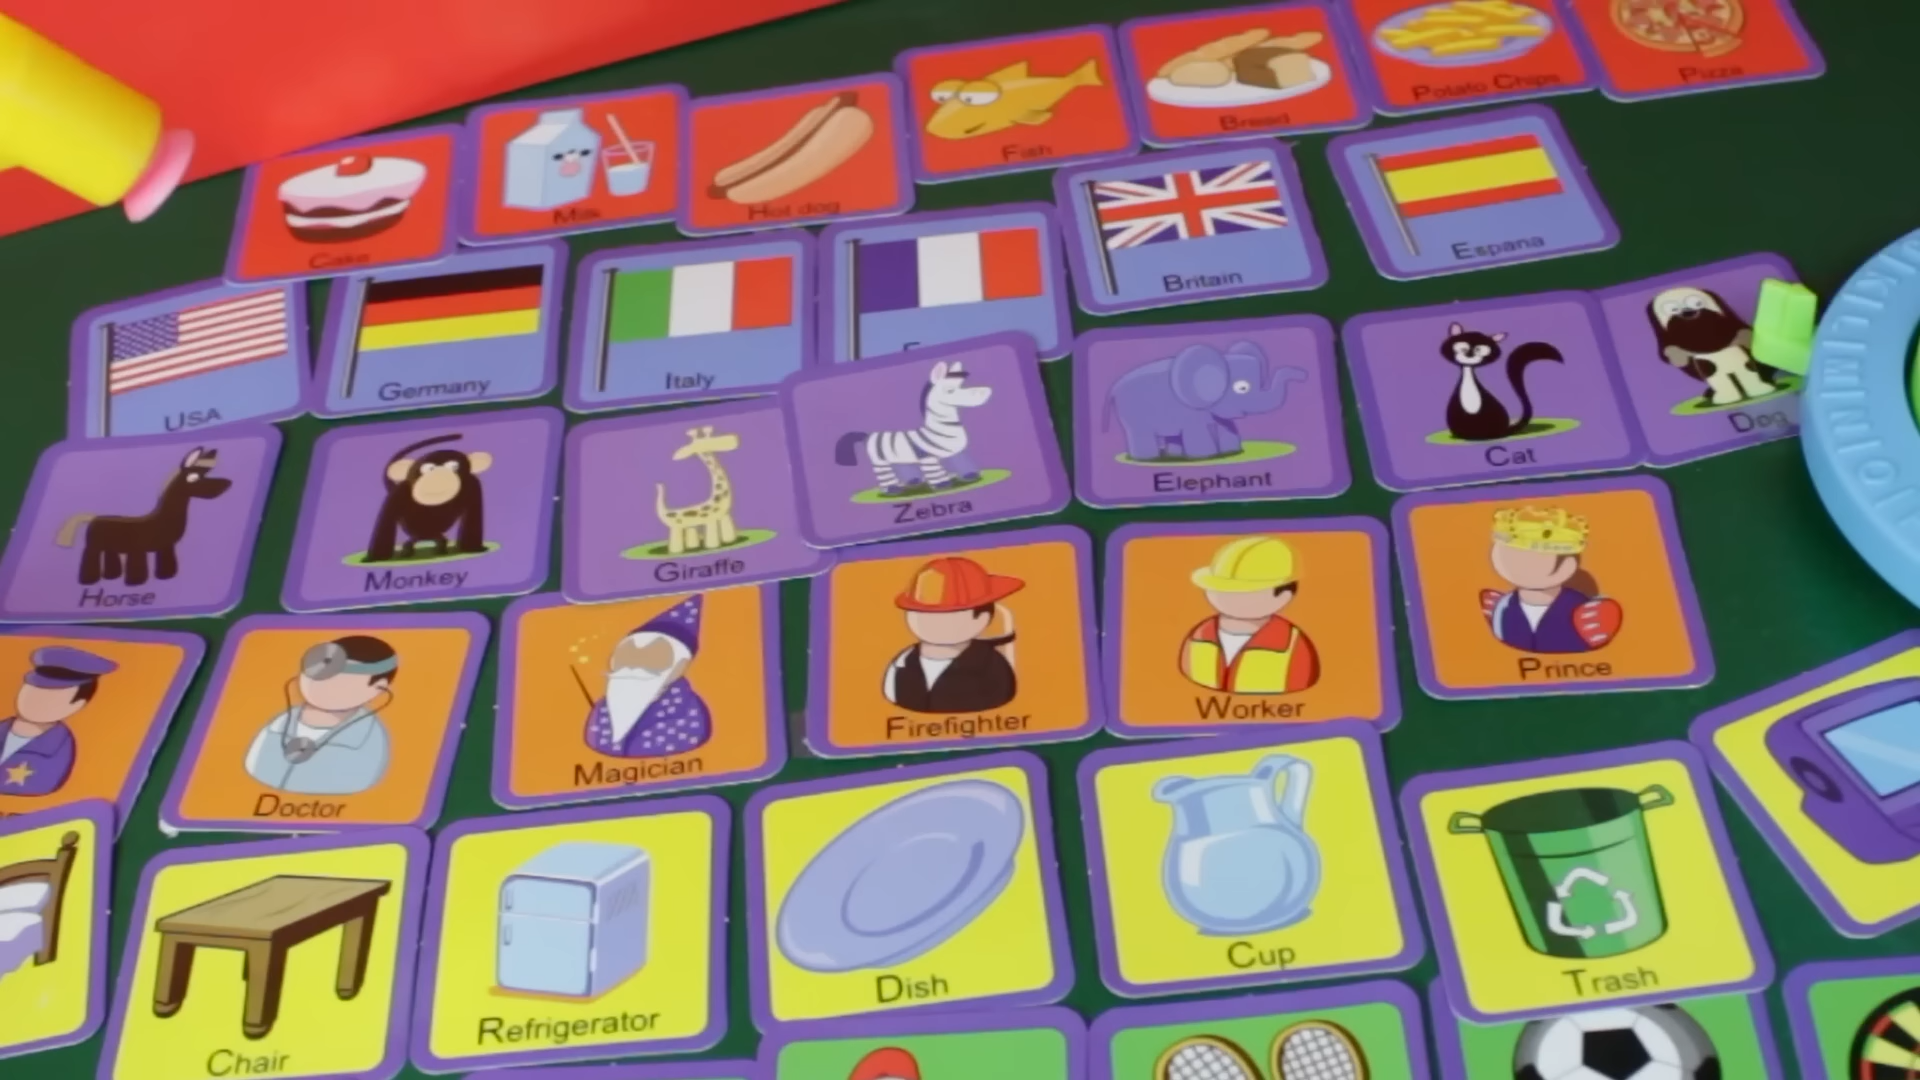 Pizza
Potato Chips
Bread
Fish
Hot dog
Milk
Cake
Espana
Britain
Italy
Germany
USA
Dog
Cat
Elephant
Zebra
Giraffe
Monkey
Horse
Prince
Worker
Firefighter
Magician
Doctor
Trash
Cup
Dish
Refrigerator
Chair